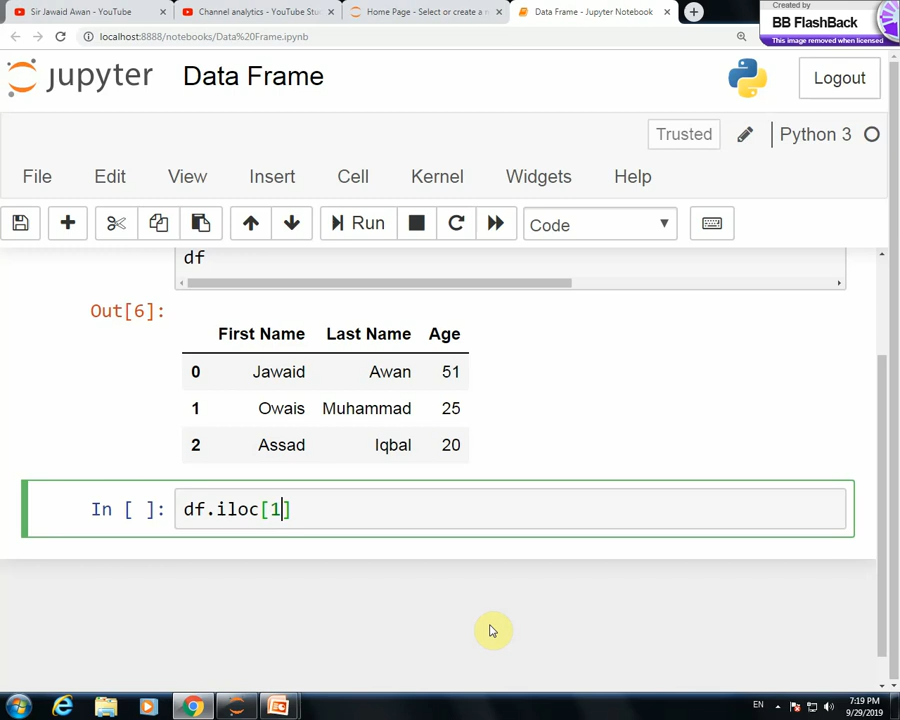 Sir Jawaid Awan - YouTube
Channel analytics - YouTube Stu
Home Page - Select or create a n
Data Frame - Jupyter Notebook
Created by
BB FlashBack
This image removed when licensed
localhost:8888/notebooks/Data%20Frame.ipynb
jupyter
Data Frame
Logout
Trusted
Python 3
File Edit View Insert Cell Kernel Widgets Help
Run
Code
df
Out[6]:
First Name Last Name Age
0 Jawaid Awan 51
1 Owais Muhammad 25
2 Assad Iqbal 20
In [ ]: df.iloc[1]
EN
7:19 PM
9/29/2019